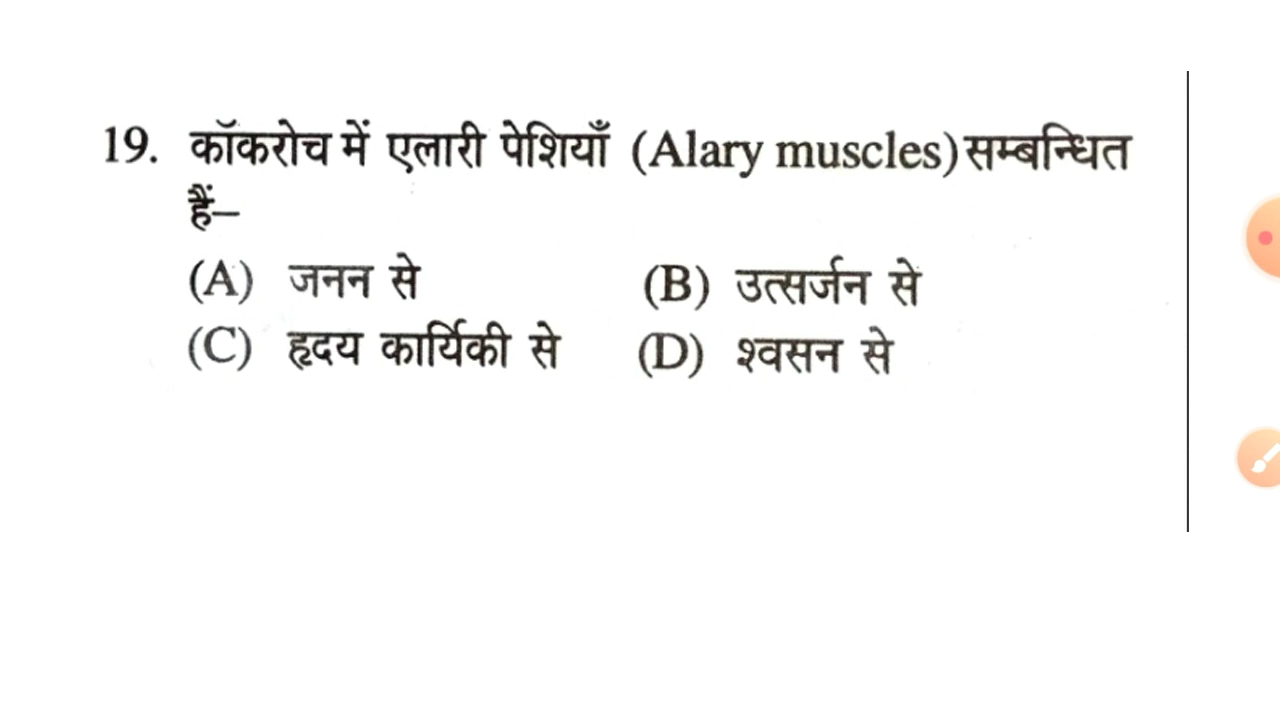 19. कॉकरोच में एलारी पेशियाँ (Alary muscles) सम्बन्धित
हैं–
(A) जनन से (B) उत्सर्जन से
(C) हृदय कार्यिकी से (D) श्वसन से